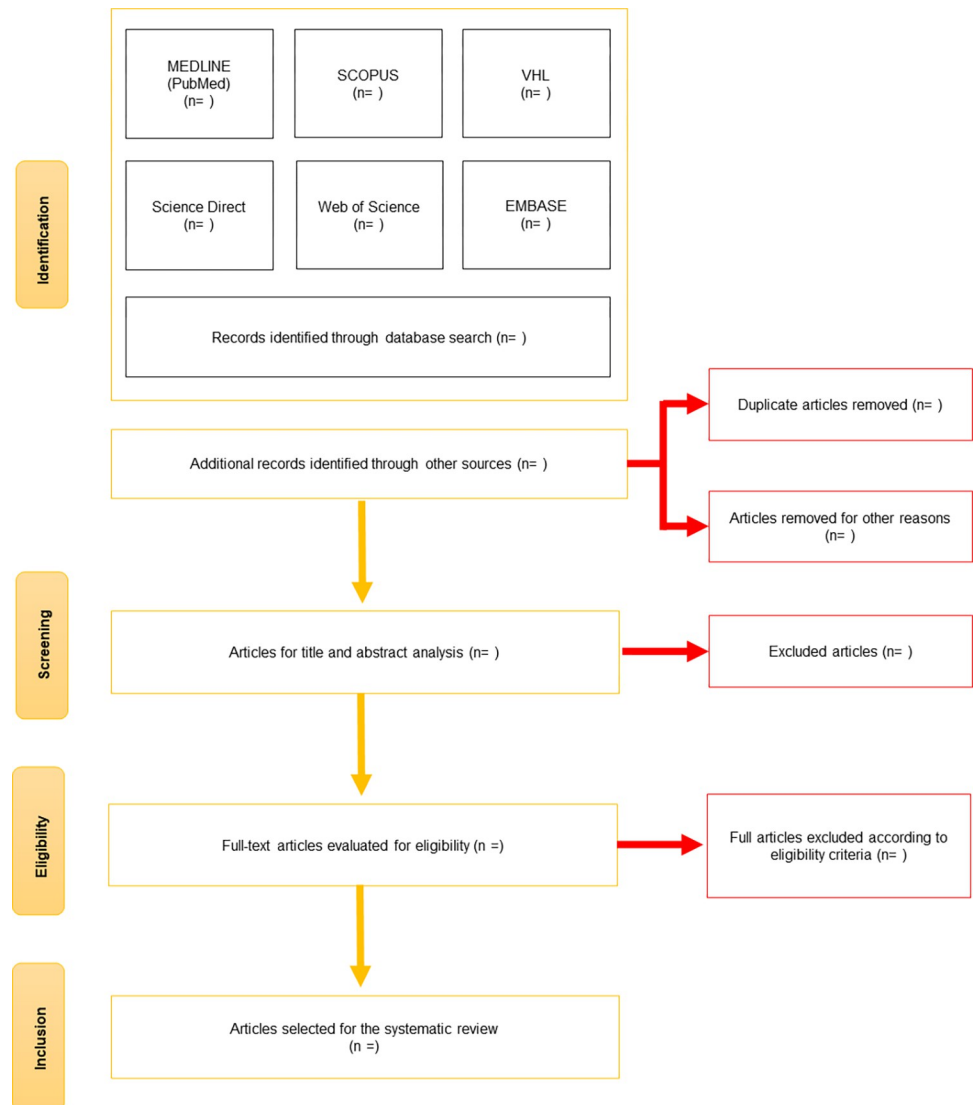 MEDLINE
(PubMed)
(n= )
SCOPUS
(n= )
VHL
(n= )
Identification
Science Direct
(n= )
Web of Science
(n= )
EMBASE
(n= )
Records identified through database search (n= )
Duplicate articles removed (n= )
Additional records identified through other sources (n= )
Articles removed for other reasons
(n= )
Screening
Articles for title and abstract analysis (n= )
Excluded articles (n= )
Eligibility
Full-text articles evaluated for eligibility (n =)
Full articles excluded according to
eligibility criteria (n= )
Inclusion
Articles selected for the systematic review
(n =)